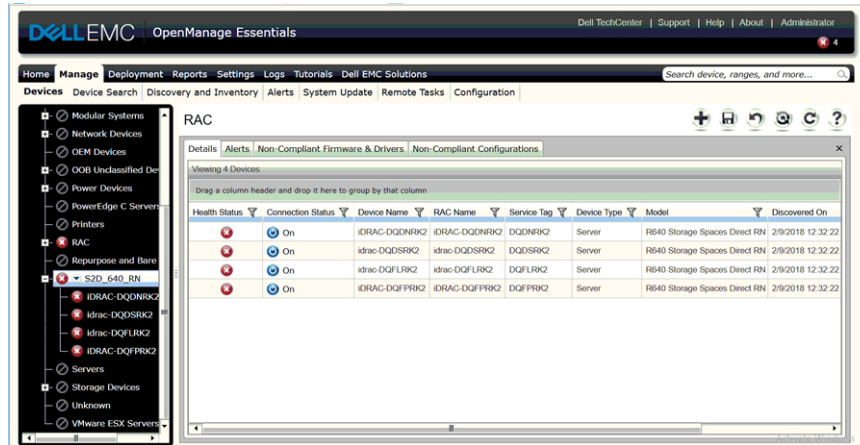 DELL EMC OpenManage Essentials
Dell TechCenter | Support | Help | About | Administrator
4
Home Manage Deployment Reports Settings Logs Tutorials Dell EMC Solutions
Search device, ranges, and more...
Devices Device Search Discovery and Inventory Alerts System Update Remote Tasks Configuration
Modular Systems
Network Devices
OEM Devices
OOB Unclassified Dev
Power Devices
PowerEdge C Servers
Printers
RAC
Repurpose and Bare
S2D_640_RN
iDRAC-DQDNRK2
idrac-DQDSRK2
idrac-DQFLRK2
iDRAC-DQFPRK2
Servers
Storage Devices
Unknown
VMware ESX Servers
RAC
Details Alerts Non-Compliant Firmware & Drivers Non-Compliant Configurations
Viewing 4 Devices
Drag a column header and drop it here to group by that column
Health Status Connection Status Device Name RAC Name Service Tag Device Type Model Discovered On
On iDRAC-DQDNRK2 iDRAC-DQDNRK2 DQDNRK2 Server R640 Storage Spaces Direct RN 2/9/2018 12:32:22
On idrac-DQDSRK2 idrac-DQDSRK2 DQDSRK2 Server R640 Storage Spaces Direct RN 2/9/2018 12:32:22
On idrac-DQFLRK2 idrac-DQFLRK2 DQFLRK2 Server R640 Storage Spaces Direct RN 2/9/2018 12:32:22
On iDRAC-DQFPRK2 iDRAC-DQFPRK2 DQFPRK2 Server R640 Storage Spaces Direct RN 2/9/2018 12:32:22